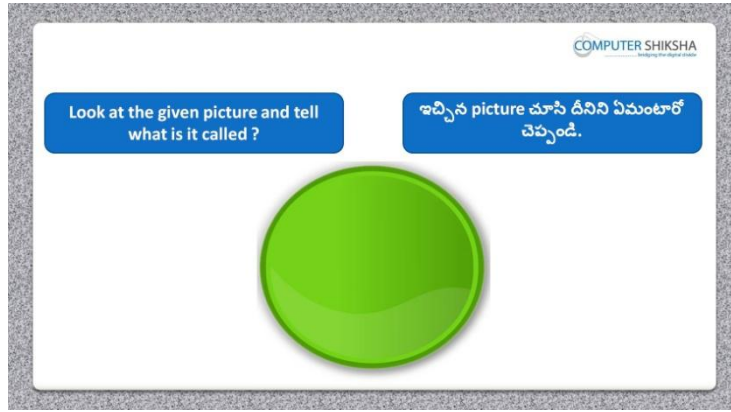 COMPUTER SHIKSHA
Look at the given picture and tell
what is it called ?
ఇచ్చిన picture చూసి దీనిని ఏమంటారో
చెప్పండి.